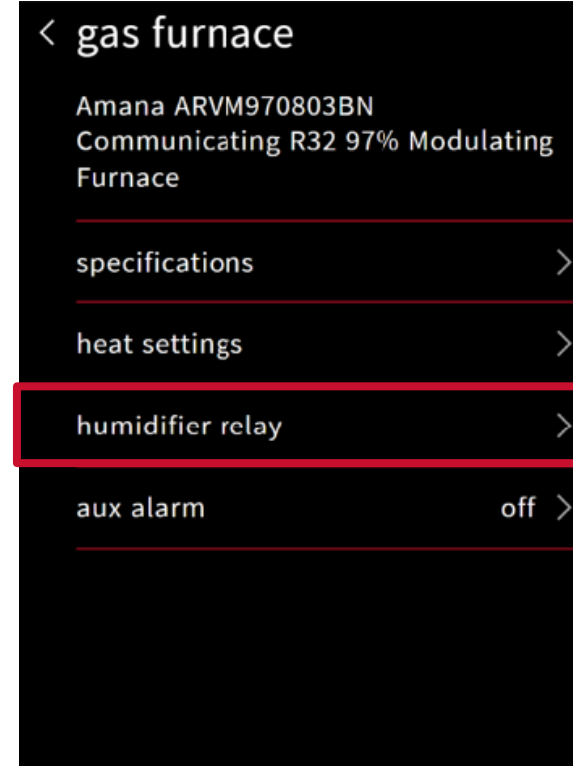 gas furnace
Amana ARVM970803BN
Communicating R32 97% Modulating
Furnace
specifications
heat settings
humidifier relay
aux alarm off